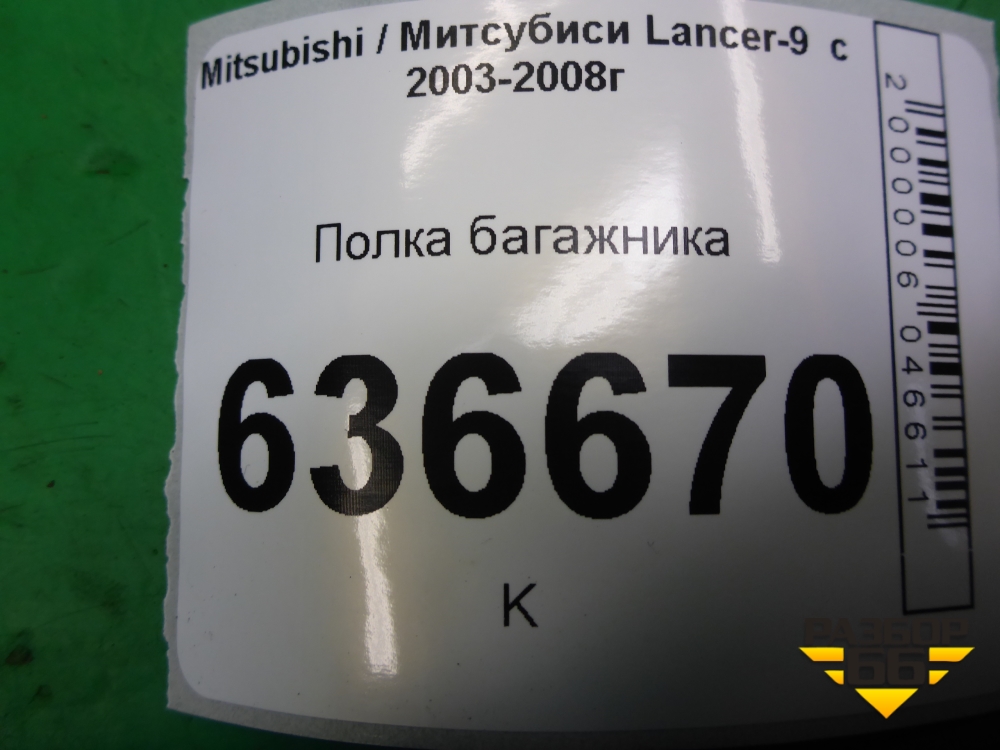 Mitsubishi / Митсубиси Lancer-9 с
2003-2008г
Полка багажника
636670
К
2000006046611
РАЗБОР
66